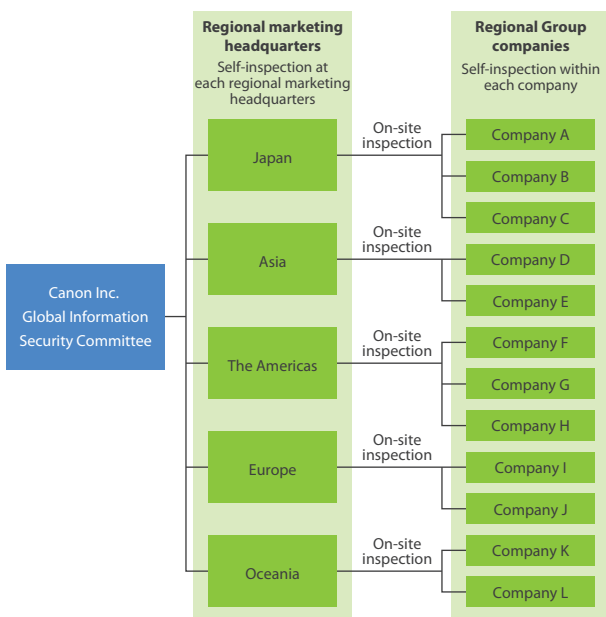 Regional marketing
headquarters
Self-inspection at
each regional marketing
headquarters
Regional Group
companies
Self-inspection within
each company
Canon Inc.
Global Information
Security Committee
Japan
On-site
inspection
Company A
Company B
Company C
Asia
On-site
inspection
Company D
Company E
The Americas
On-site
inspection
Company F
Company G
Company H
Europe
On-site
inspection
Company I
Company J
Oceania
On-site
inspection
Company K
Company L